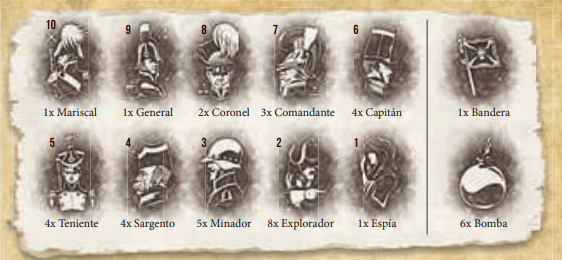 10 9 8 7 6
1x Mariscal 1x General 2x Coronel 3x Comandante 4x Capitán 1x Bandera
5 4 3 2 1
4x Teniente 4x Sargento 5x Minador 8x Explorador 1x Espía 6x Bomba